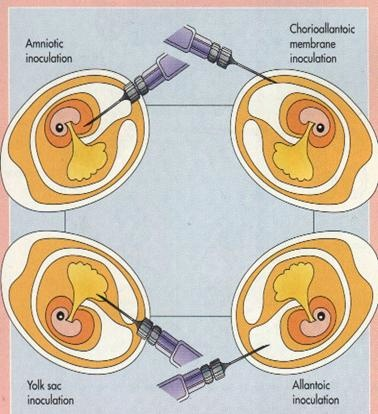 Amniotic
inoculation
Chorioallantoic
membrane
inoculation
Yolk sac
inoculation
Allantoic
inoculation